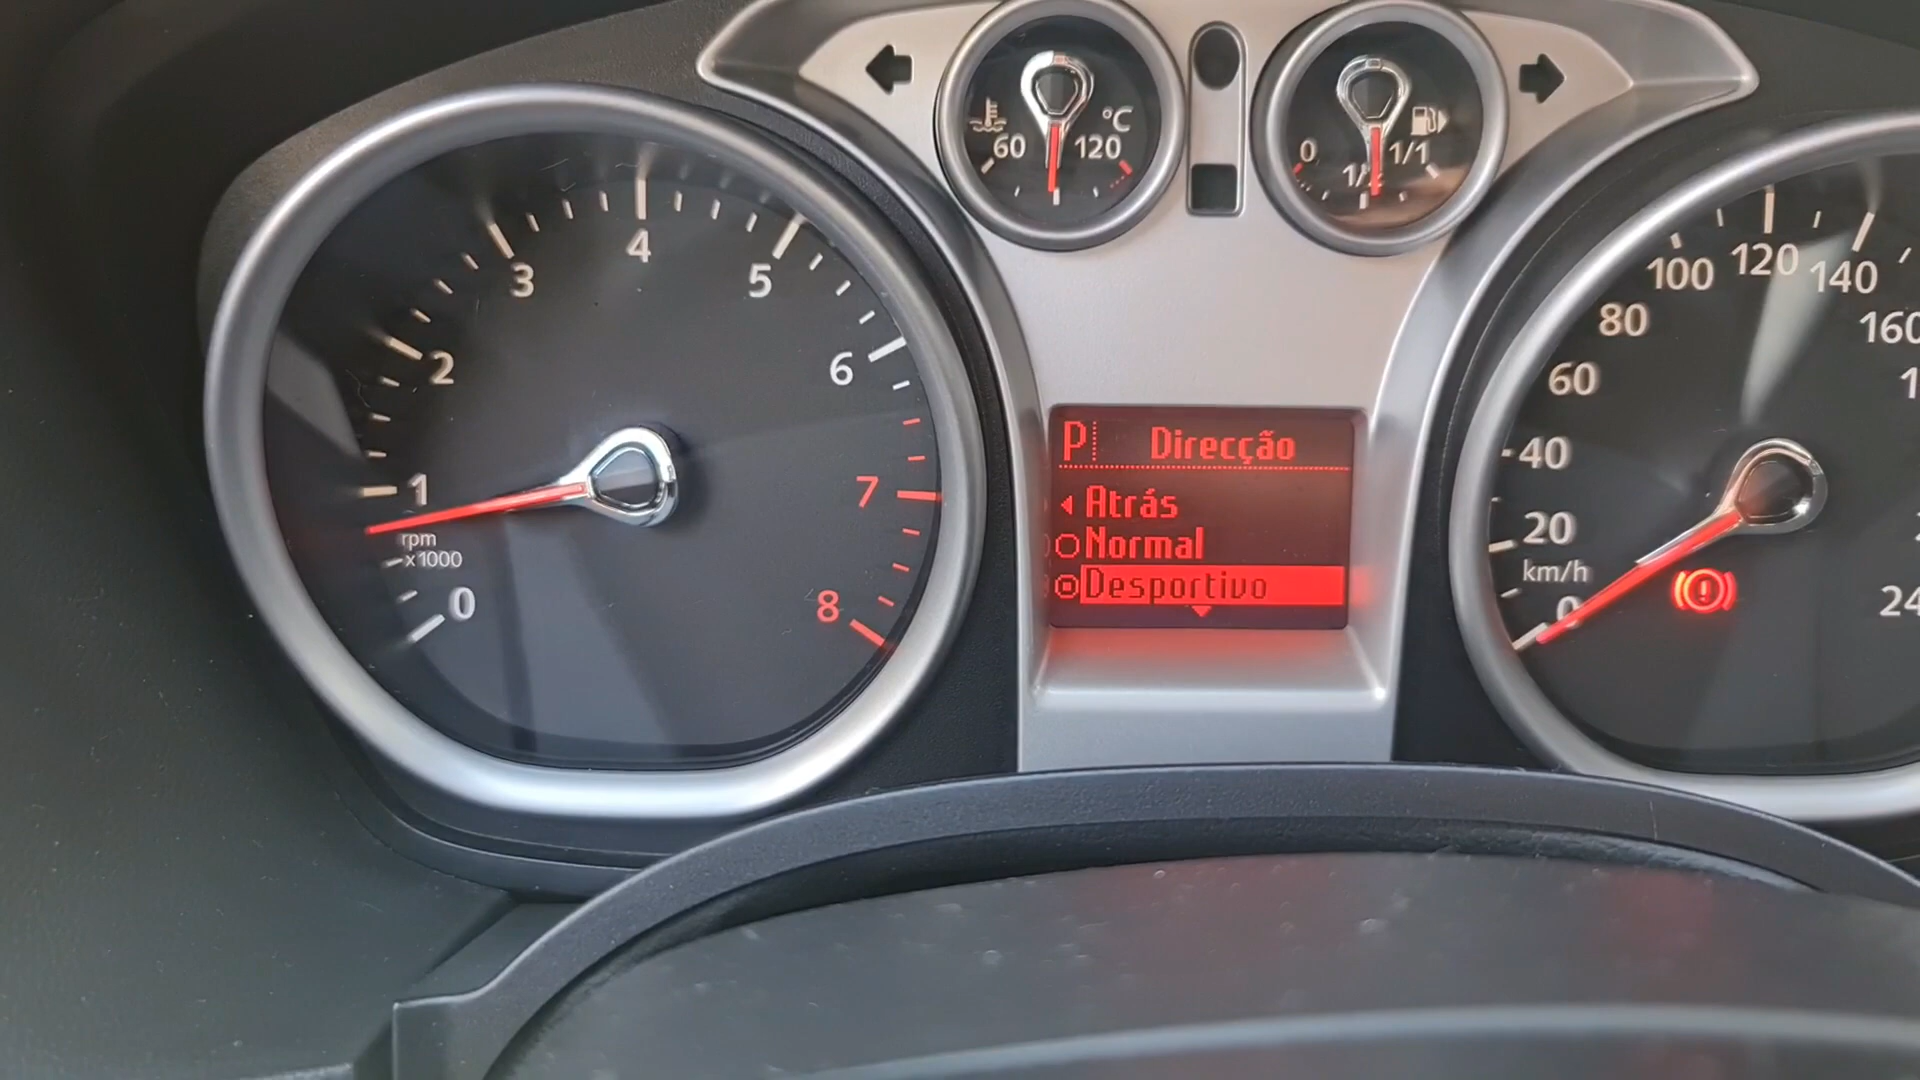 60 120 °C
0 1/1
1
2
3
4
5
6
7
8
0
rpm
x1000
P Direcção
Atrás
Normal
Desportivo
0
20
40
60
80
100
120
140
km/h